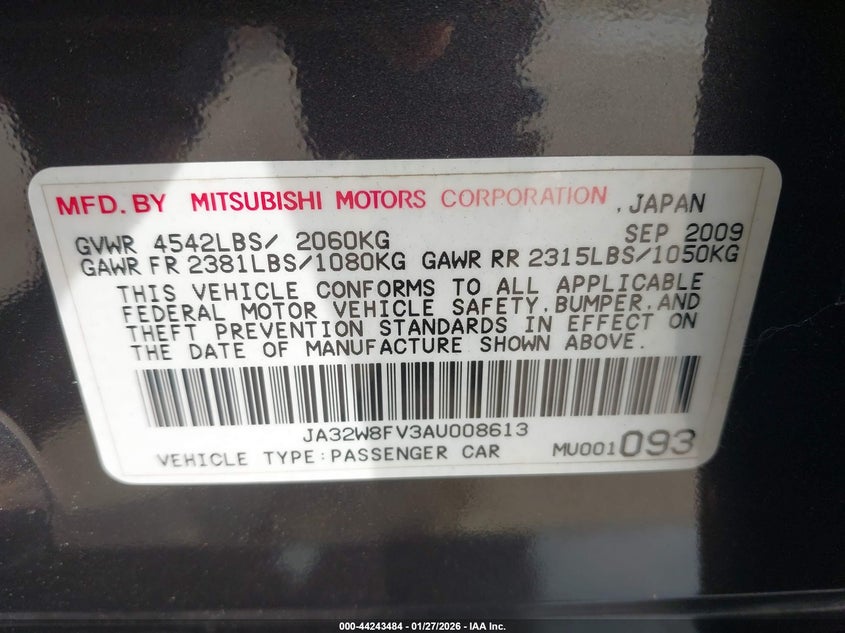 MFD. BY MITSUBISHI MOTORS CORPORATION , JAPAN
GVWR 4542LBS/ 2060KG SEP 2009
GAWR FR 2381LBS/1080KG GAWR RR 2315LBS/1050KG
THIS VEHICLE CONFORMS TO ALL APPLICABLE
FEDERAL MOTOR VEHICLE SAFETY,BUMPER,AND
THEFT PREVENTION STANDARDS IN EFFECT ON
THE DATE OF MANUFACTURE SHOWN ABOVE.
JA32W8FV3AU008613
VEHICLE TYPE:PASSENGER CAR MU001093
000-44243484 | 01/27/2026 - IAA Inc.